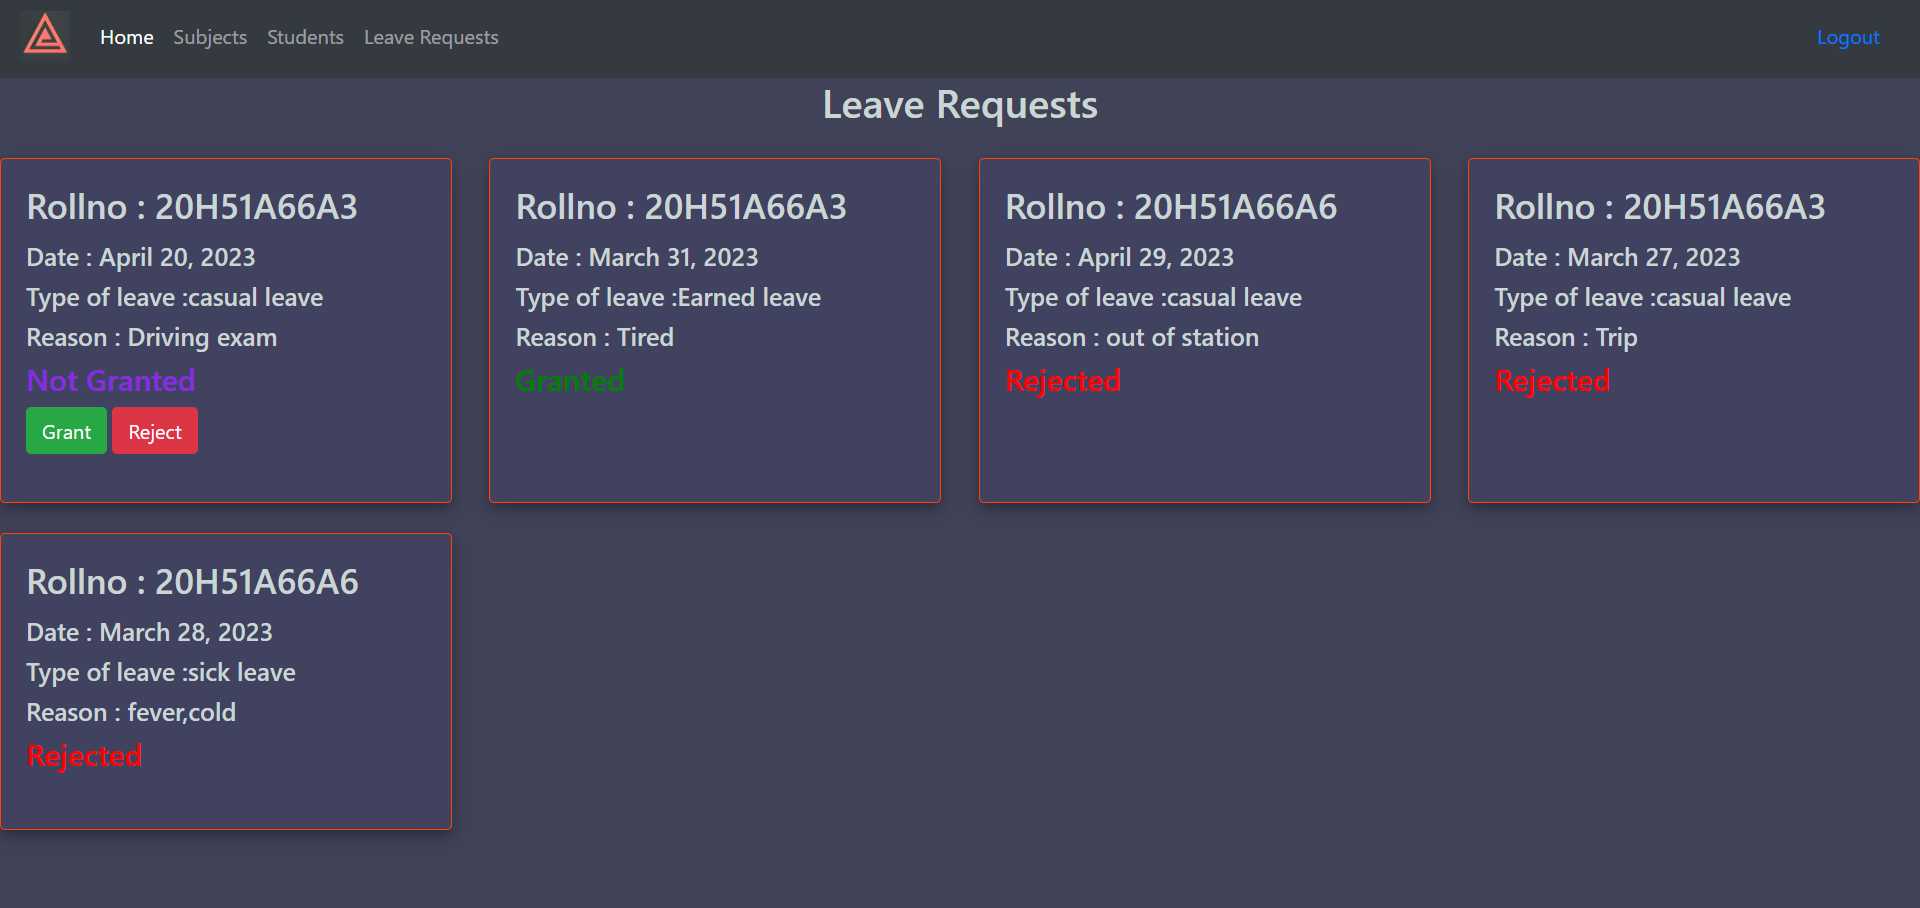 Home Subjects Students Leave Requests Logout
Leave Requests
Rollno : 20H51A66A3
Date : April 20, 2023
Type of leave :casual leave
Reason : Driving exam
Not Granted
Grant Reject
Rollno : 20H51A66A3
Date : March 31, 2023
Type of leave :Earned leave
Reason : Tired
Granted
Rollno : 20H51A66A6
Date : April 29, 2023
Type of leave :casual leave
Reason : out of station
Rejected
Rollno : 20H51A66A3
Date : March 27, 2023
Type of leave :casual leave
Reason : Trip
Rejected
Rollno : 20H51A66A6
Date : March 28, 2023
Type of leave :sick leave
Reason : fever,cold
Rejected